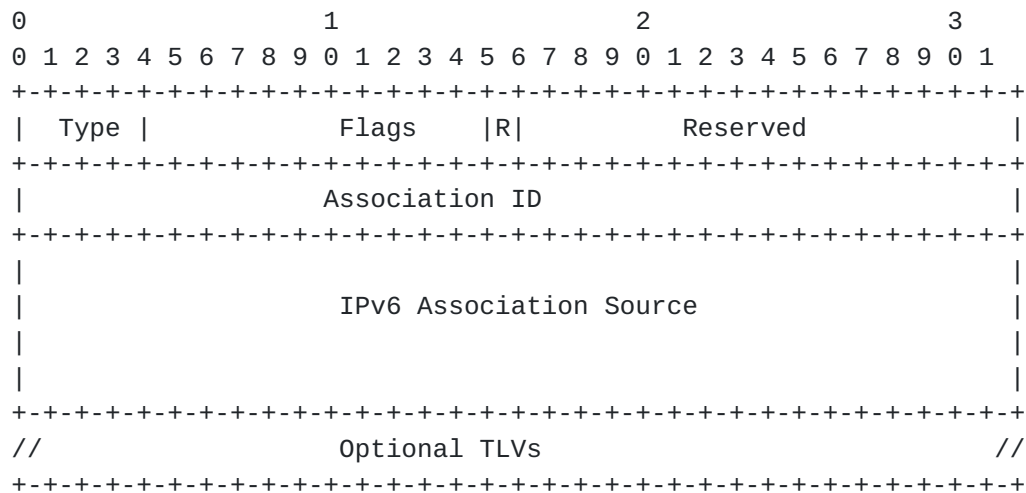 0                   1                   2                   3
0 1 2 3 4 5 6 7 8 9 0 1 2 3 4 5 6 7 8 9 0 1 2 3 4 5 6 7 8 9 0 1
+-+-+-+-+-+-+-+-+-+-+-+-+-+-+-+-+-+-+-+-+-+-+-+-+-+-+-+-+-+-+-+-+
|  Type |            Flags    |R|          Reserved             |
+-+-+-+-+-+-+-+-+-+-+-+-+-+-+-+-+-+-+-+-+-+-+-+-+-+-+-+-+-+-+-+-+
|                   Association ID                              |
+-+-+-+-+-+-+-+-+-+-+-+-+-+-+-+-+-+-+-+-+-+-+-+-+-+-+-+-+-+-+-+-+
|                                                               |
|                    IPv6 Association Source                    |
|                                                               |
|                                                               |
+-+-+-+-+-+-+-+-+-+-+-+-+-+-+-+-+-+-+-+-+-+-+-+-+-+-+-+-+-+-+-+-+
//                   Optional TLVs                             //
+-+-+-+-+-+-+-+-+-+-+-+-+-+-+-+-+-+-+-+-+-+-+-+-+-+-+-+-+-+-+-+-+